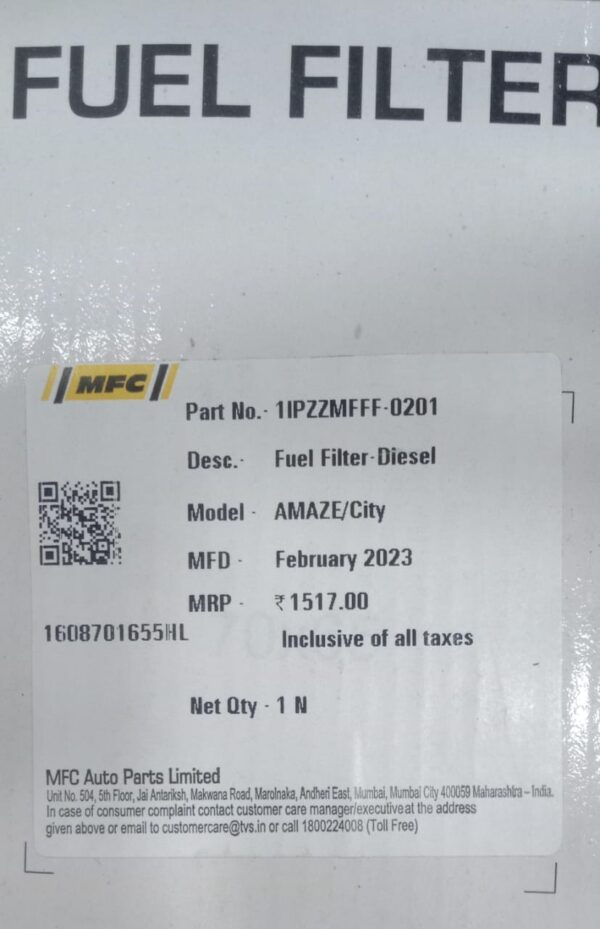 FUEL FILTER
MFC
Part No.- 1IPZZMFFF-0201
Desc.- Fuel Filter-Diesel
Model - AMAZE/City
MFD - February 2023
MRP - ₹1517.00
1608701655HL
Inclusive of all taxes
Net Qty - 1 N
MFC Auto Parts Limited
Unit No. 504, 5th Floor, Jai Antariksh, Makwana Road, Marolnaka, Andheri East, Mumbai, Mumbai City 400059 Maharashtra – India.
In case of consumer complaint contact customer care manager/executive at the address
given above or email to customercare@tvs.in or call 1800224008 (Toll Free)